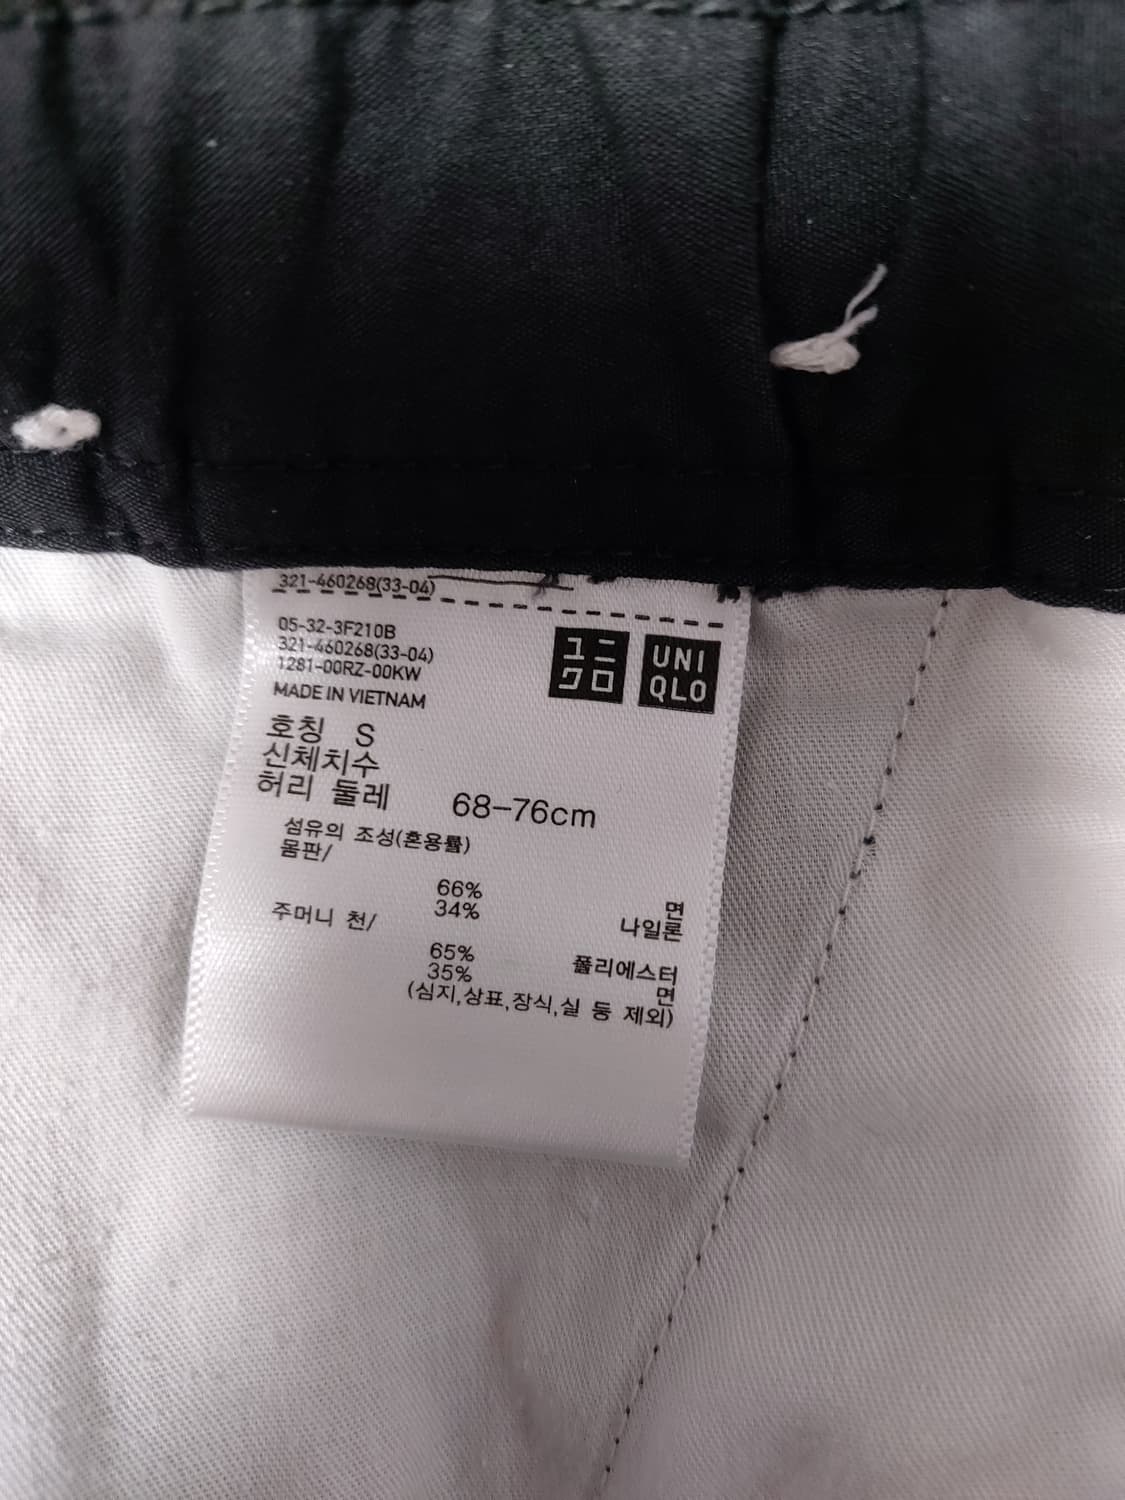 321-460268(33-04)
05-32-3F210B
321-460268(33-04)
1281-00RZ-00KW
MADE IN VIETNAM
ユニ
クロ
UNI
QLO
호칭 S
신체치수
허리 둘레 68-76cm
섬유의 조성(혼용률)
몸판/
66% 면
34% 나일론
주머니 천/
65% 폴리에스터
35% 면
(심지,상표,장식,실 등 제외)